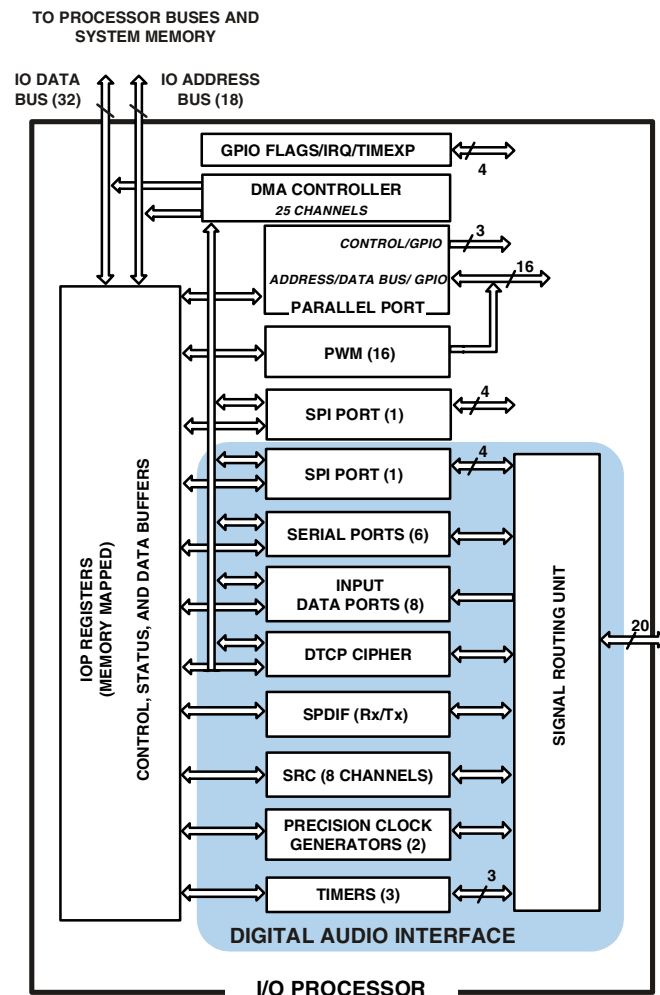 TO PROCESSOR BUSES AND
SYSTEM MEMORY
IO DATA
BUS (32)
IO ADDRESS
BUS (18)
GPIO FLAGS/IRQ/TIMEXP
4
DMA CONTROLLER
25 CHANNELS
CONTROL/GPIO
3
ADDRESS/DATA BUS/ GPIO
16
PARALLEL PORT
PWM (16)
SPI PORT (1)
4
SPI PORT (1)
4
SERIAL PORTS (6)
INPUT
DATA PORTS (8)
DTCP CIPHER
SPDIF (Rx/Tx)
SRC (8 CHANNELS)
PRECISION CLOCK
GENERATORS (2)
TIMERS (3)
3
IOP REGISTERS
(MEMORY MAPPED)
CONTROL, STATUS, AND DATA BUFFERS
SIGNAL ROUTING UNIT
20
DIGITAL AUDIO INTERFACE
I/O PROCESSOR